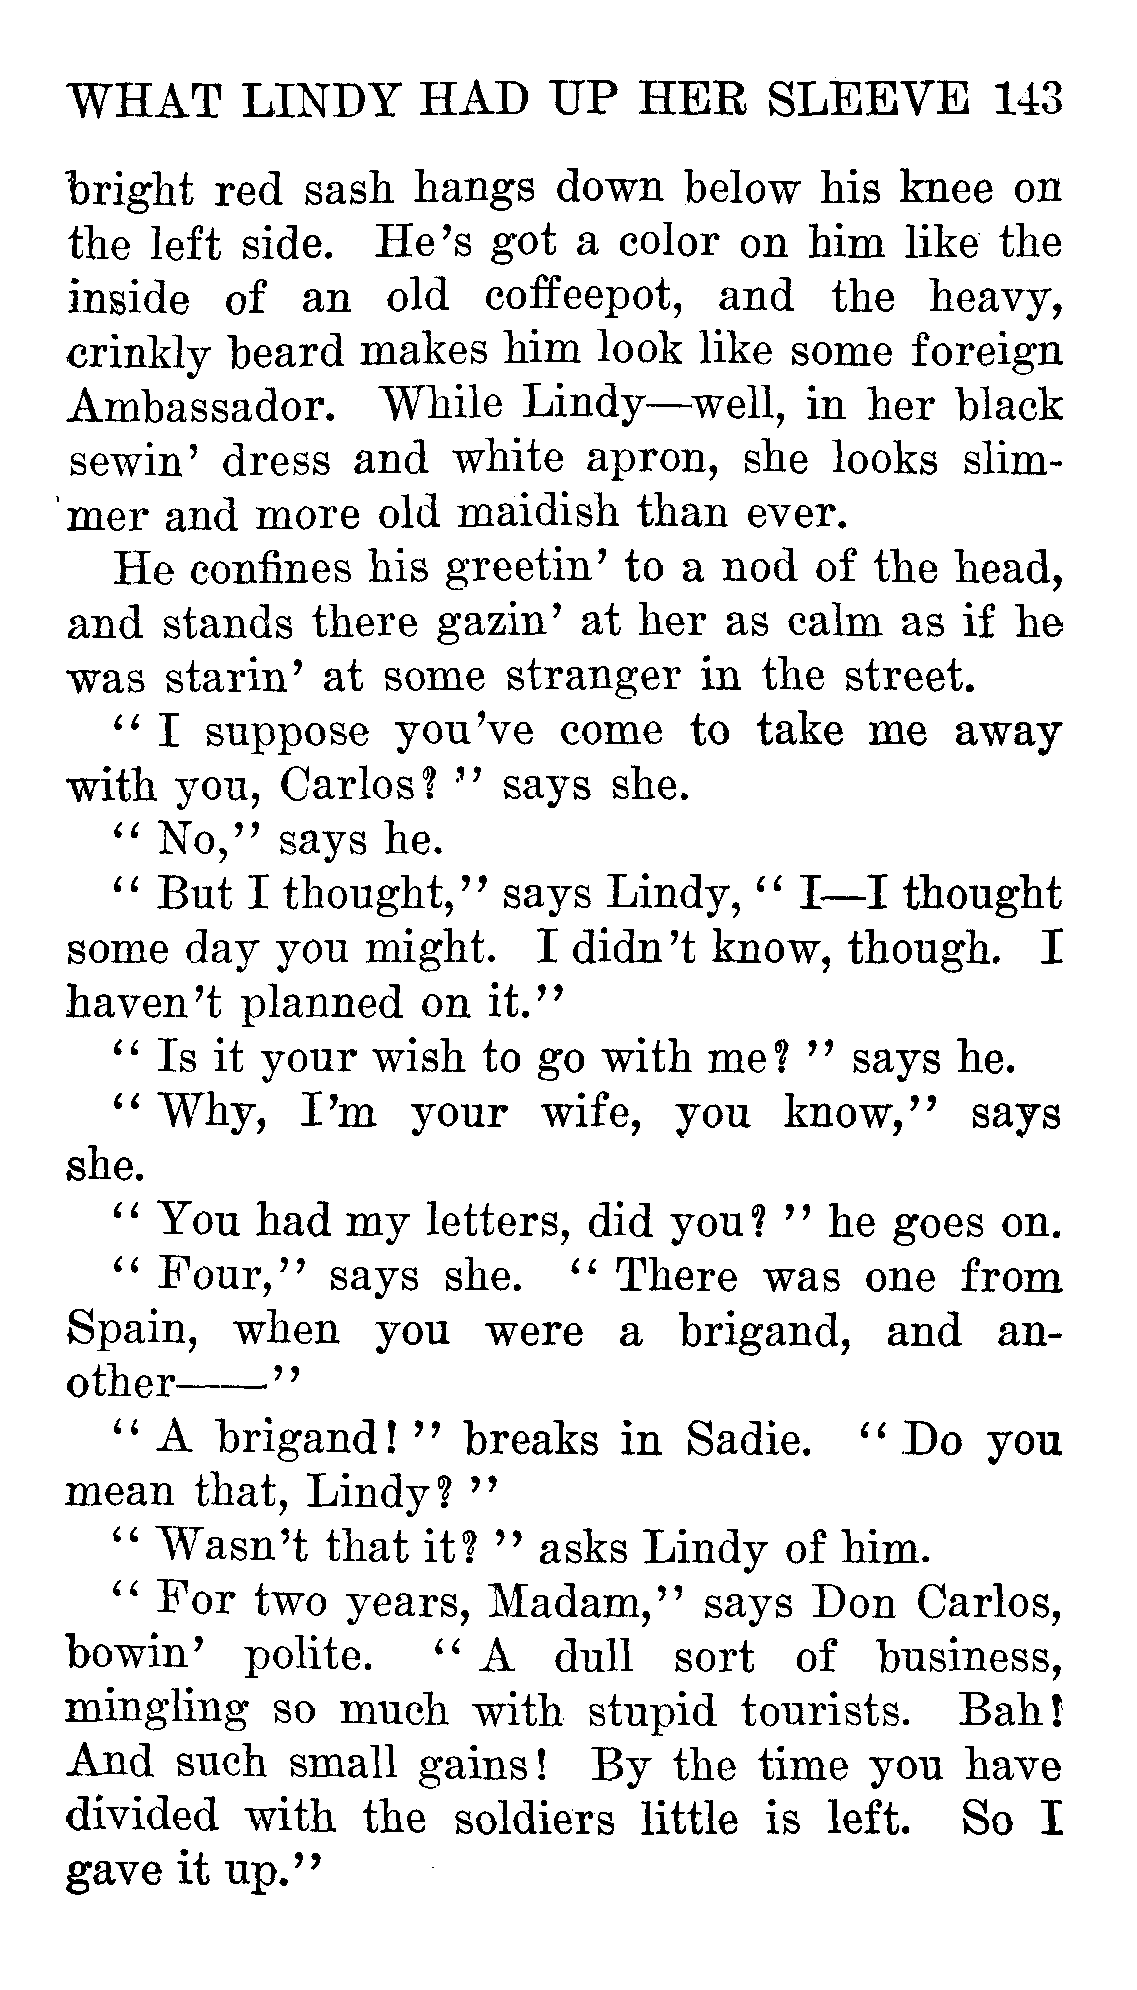 WHAT LINDY HAD UP HER SLEEVE 143
bright red sash hangs down below his knee on
the left side. He's got a color on him like the
inside of an old coffeepot, and the heavy,
crinkly beard makes him look like some foreign
Ambassador. While Lindy—well, in her black
sewin' dress and white apron, she looks slim-
mer and more old maidish than ever.
He confines his greetin' to a nod of the head,
and stands there gazin' at her as calm as if he
was starin' at some stranger in the street.
“ I suppose you've come to take me away
with you, Carlos? ” says she.
“ No,” says he.
“ But I thought,” says Lindy, “ I—I thought
some day you might. I didn't know, though. I
haven't planned on it.”
“ Is it your wish to go with me? ” says he.
“ Why, I'm your wife, you know,” says
she.
“ You had my letters, did you? ” he goes on.
“ Four,” says she. “ There was one from
Spain, when you were a brigand, and an-
other——”
“ A brigand! ” breaks in Sadie. “ Do you
mean that, Lindy? ”
“ Wasn't that it? ” asks Lindy of him.
“ For two years, Madam,” says Don Carlos,
bowin' polite. “ A dull sort of business,
mingling so much with stupid tourists. Bah!
And such small gains! By the time you have
divided with the soldiers little is left. So I
gave it up.”